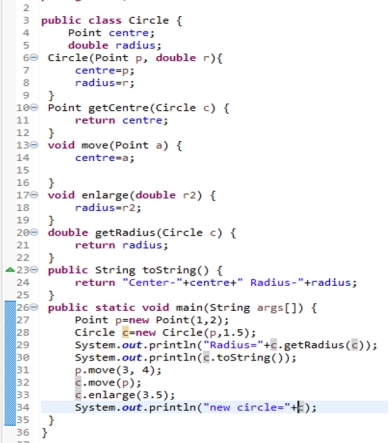 2
3 public class Circle {
4 Point centre;
5 double radius;
6 Circle(Point p, double r){
7 centre=p;
8 radius=r;
9 }
10 Point getCentre(Circle c) {
11 return centre;
12 }
13 void move(Point a) {
14 centre=a;
15
16 }
17 void enlarge(double r2) {
18 radius=r2;
19 }
20 double getRadius(Circle c) {
21 return radius;
22 }
23 public String toString() {
24 return "Center-"+centre+" Radius-"+radius;
25 }
26 public static void main(String args[]) {
27 Point p=new Point(1,2);
28 Circle c=new Circle(p,1.5);
29 System.out.println("Radius="+c.getRadius(c));
30 System.out.println(c.toString());
31 p.move(3, 4);
32 c.move(p);
33 c.enlarge(3.5);
34 System.out.println("new circle="+c);
35 }
36 }
37